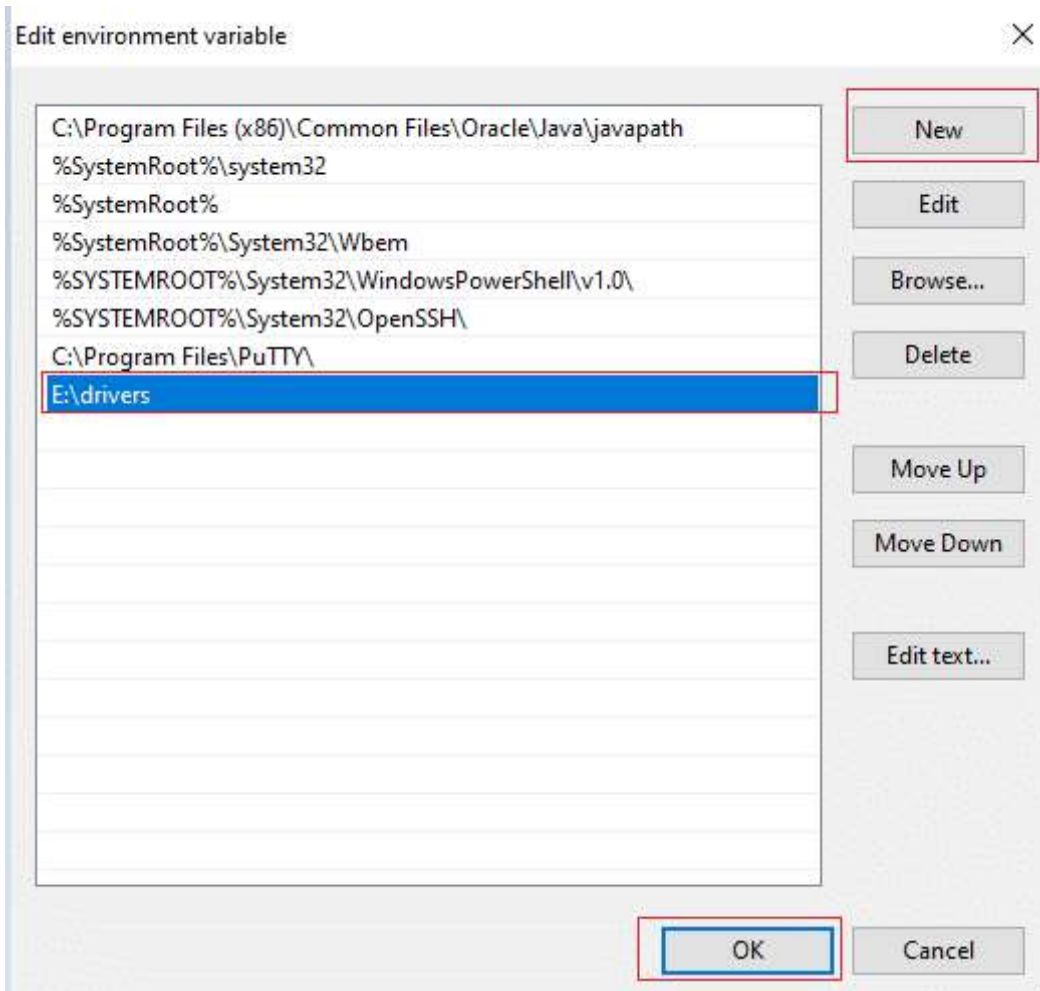 Edit environment variable
C:\Program Files (x86)\Common Files\Oracle\Java\javapath
New
%SystemRoot%\system32
%SystemRoot%
Edit
%SystemRoot%\System32\Wbem
%SYSTEMROOT%\System32\WindowsPowerShell\v1.0\
Browse...
%SYSTEMROOT%\System32\OpenSSH\
C:\Program Files\PuTTY\
Delete
E:\drivers
Move Up
Move Down
Edit text...
OK
Cancel